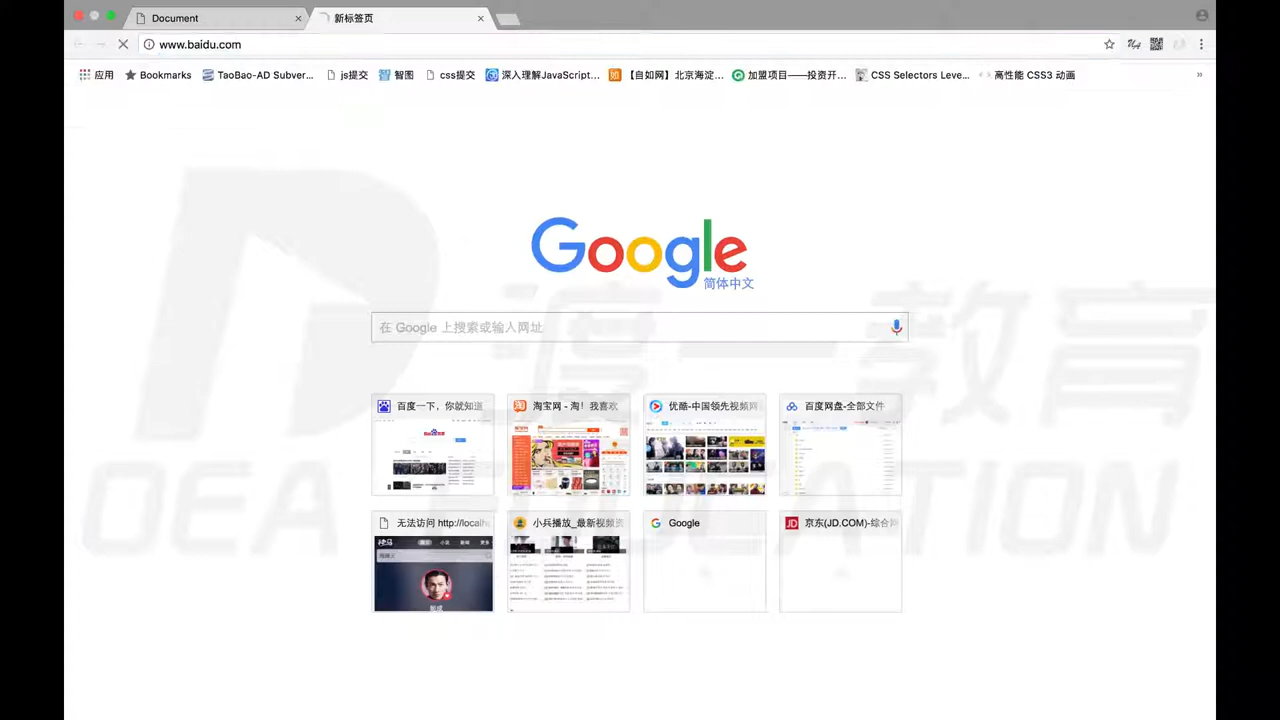 Document
新标签页
www.baidu.com
应用
Bookmarks
TaoBao-AD Subver...
js提交
智图
css提交
深入理解JavaScript...
【自如网】北京海淀...
加盟项目——投资开...
CSS Selectors Leve...
高性能 CSS3 动画
»
Google
简体中文
在 Google 上搜索或输入网址
百度一下，你就知道
淘宝网 - 淘！我喜欢
优酷-中国领先视频网
百度网盘-全部文件
无法访问 http://localh
小兵播放_最新视频资
Google
京东(JD.COM)-综合网
渡一教育